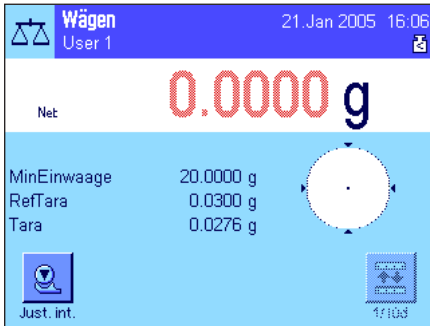 Wägen
21.Jan 2005 16:06
User 1
Net
0.0000 g
MinEinwaage 20.0000 g
RefTara 0.0300 g
Tara 0.0276 g
Just. int.
1/10d